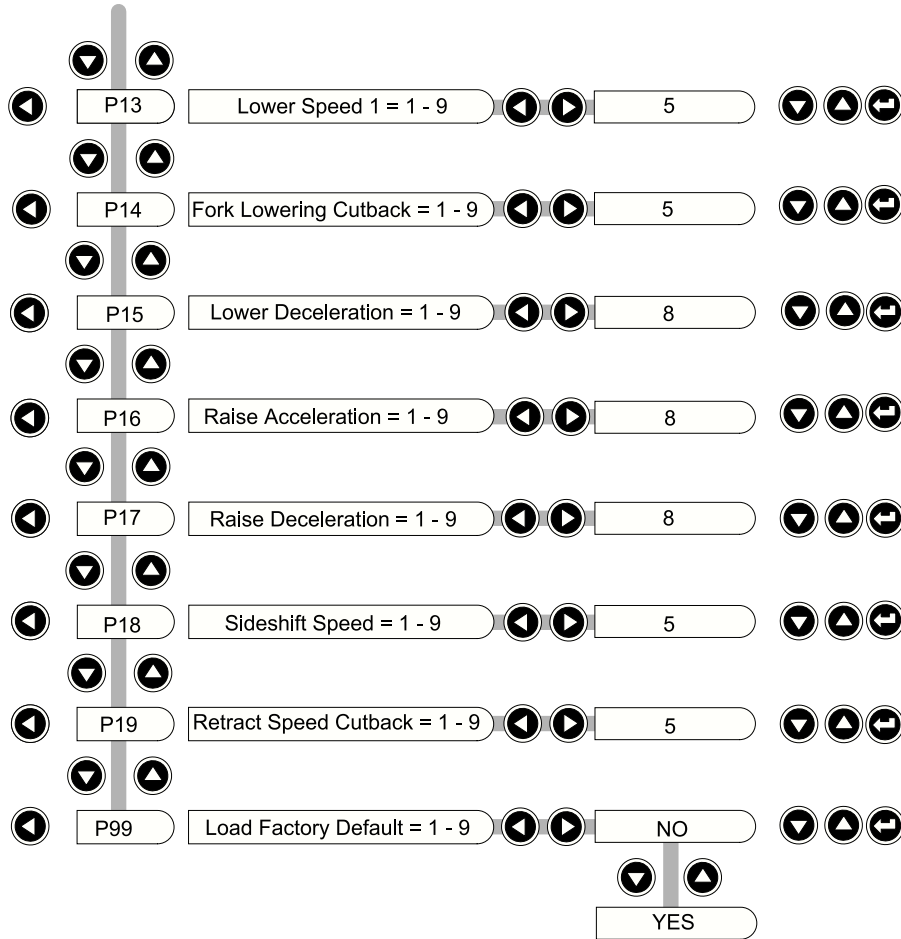 P13 Lower Speed 1 = 1 - 9 5
P14 Fork Lowering Cutback = 1 - 9 5
P15 Lower Deceleration = 1 - 9 8
P16 Raise Acceleration = 1 - 9 8
P17 Raise Deceleration = 1 - 9 8
P18 Sideshift Speed = 1 - 9 5
P19 Retract Speed Cutback = 1 - 9 5
P99 Load Factory Default = 1 - 9 NO
YES